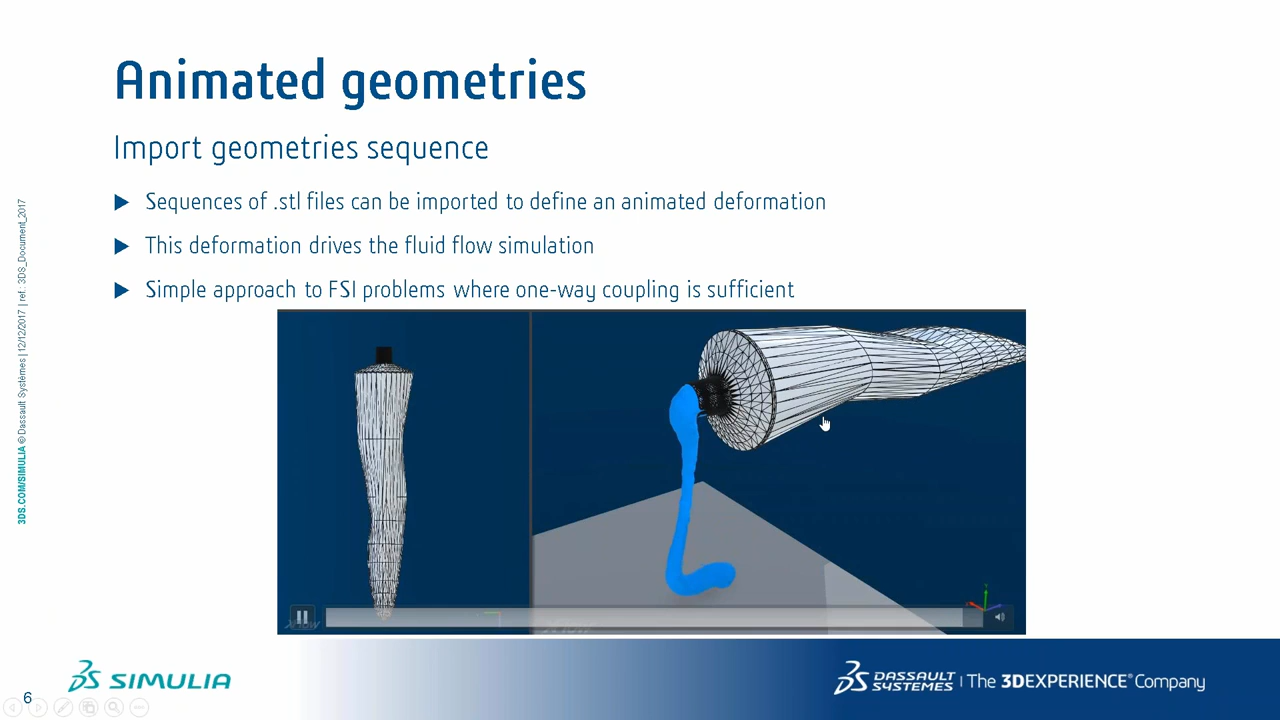 Animated geometries
Import geometries sequence
Sequences of .stl files can be imported to define an animated deformation
This deformation drives the fluid flow simulation
Simple approach to FSI problems where one-way coupling is sufficient
3DS.COM/SIMULIA © Dassault Systèmes | 12/12/2017 | ref.: 3DS_Document_2017
6
SIMULIA
DASSAULT SYSTEMES | The 3DEXPERIENCE® Company